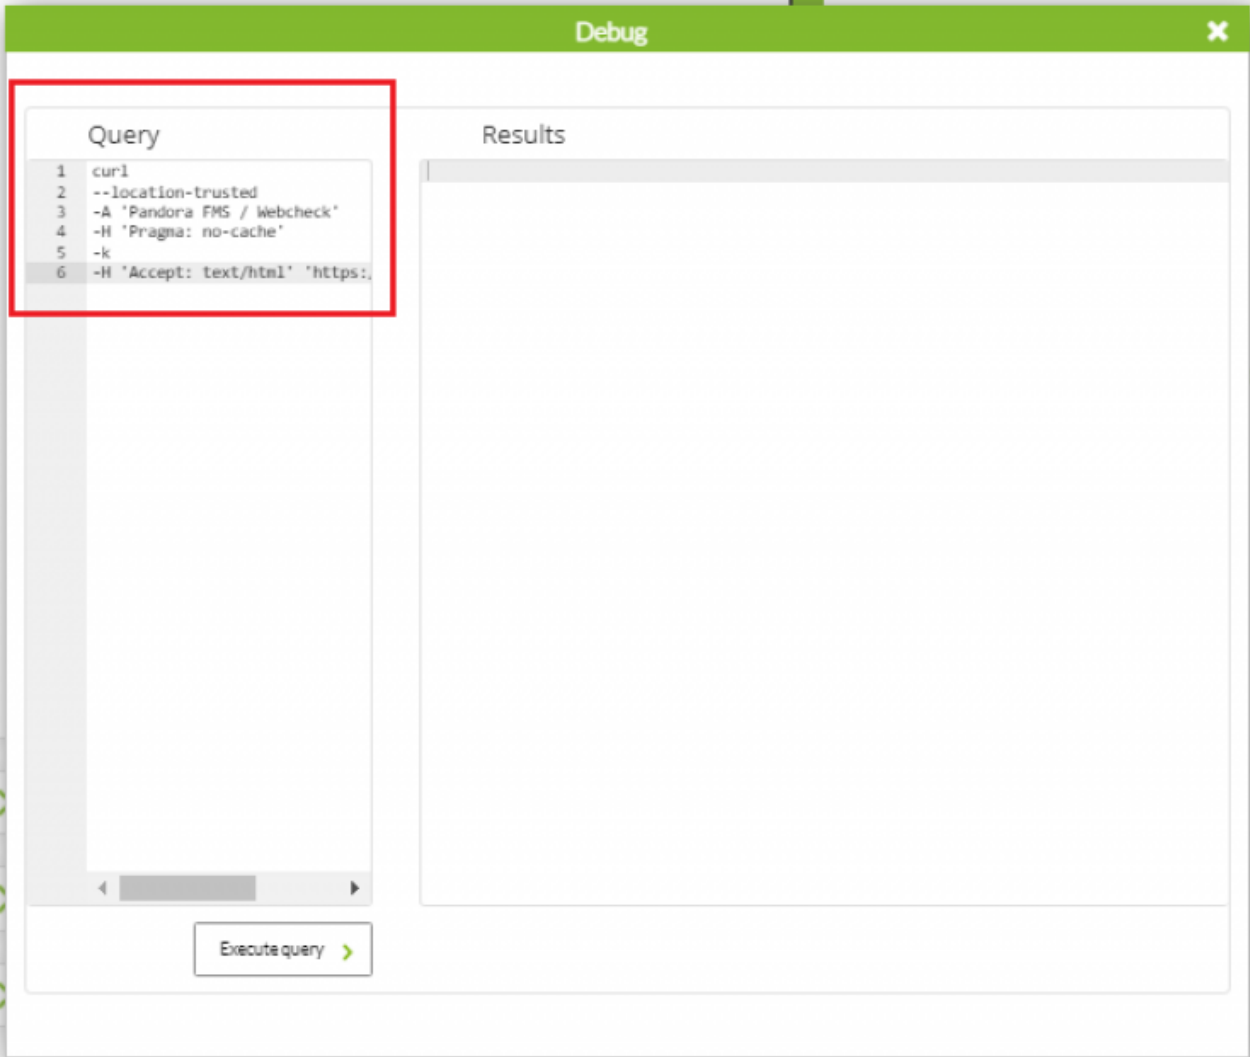 Debug
Query
1 curl
2 --location-trusted
3 -A 'Pandora FMS / Webcheck'
4 -H 'Pragma: no-cache'
5 -k
6 -H 'Accept: text/html' 'https:/
Results
Execute query